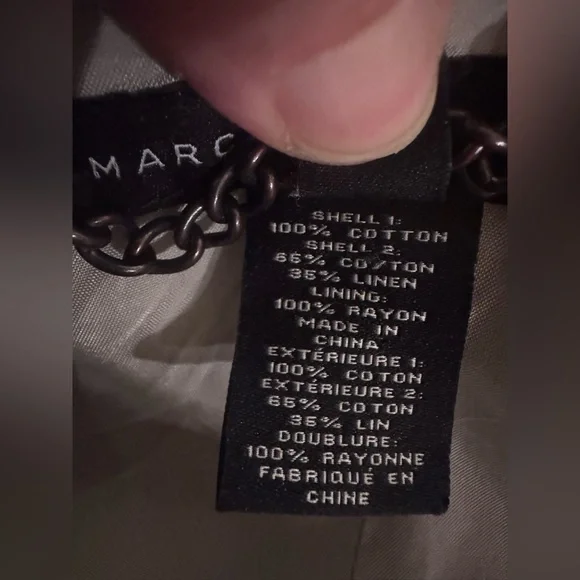 MARC
SHELL 1:
100% COTTON
SHELL 2:
65% COTTON
35% LINEN
LINING:
100% RAYON
MADE IN
CHINA
EXTÉRIEURE 1:
100% COTON
EXTÉRIEURE 2:
65% COTON
35% LIN
DOUBLURE:
100% RAYONNE
FABRIQUÉ EN
CHINE